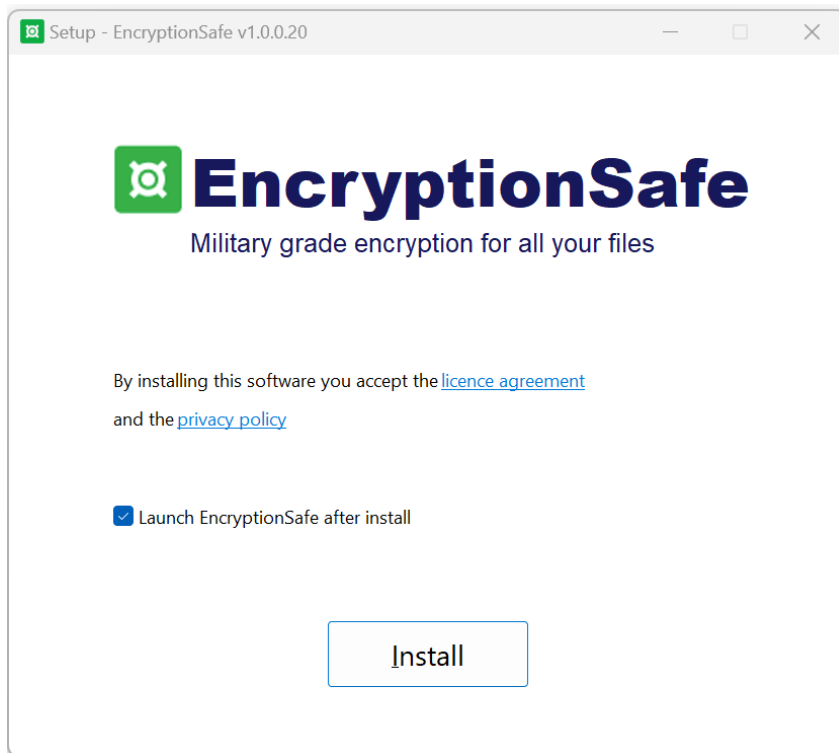 Setup - EncryptionSafe v1.0.0.20
EncryptionSafe
Military grade encryption for all your files
By installing this software you accept the licence agreement
and the privacy policy
Launch EncryptionSafe after install
Install